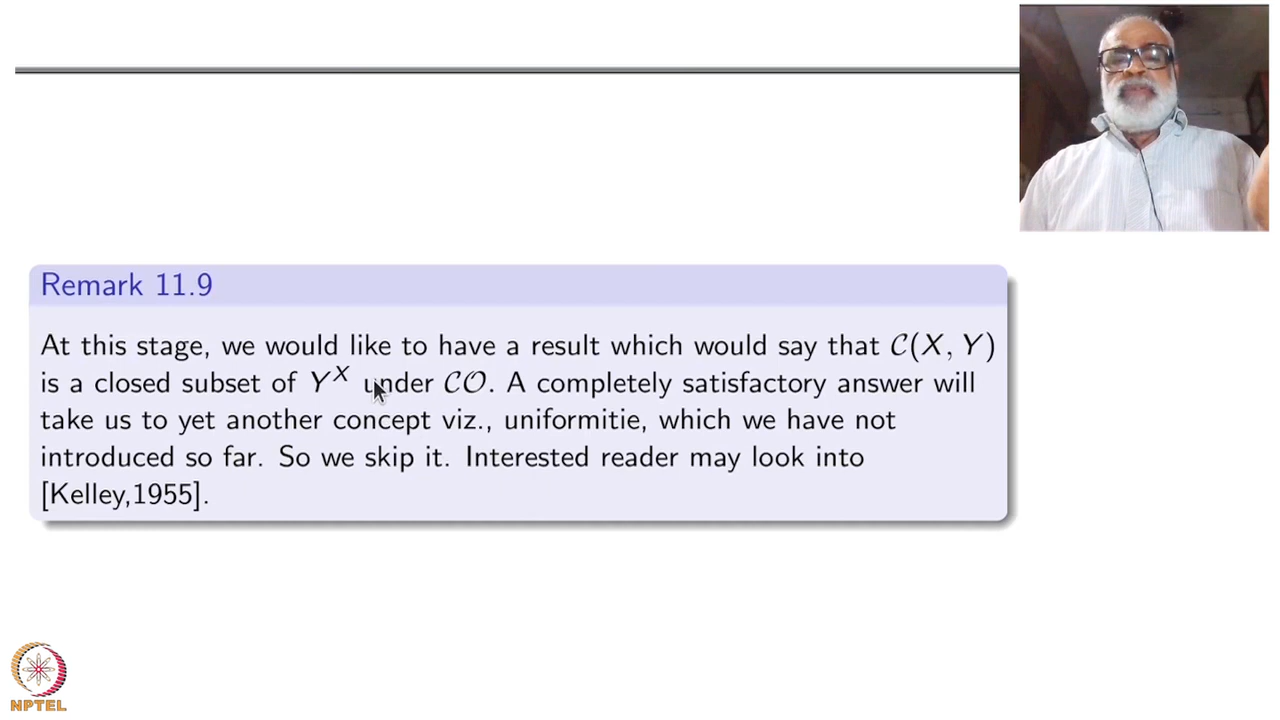 Remark 11.9
At this stage, we would like to have a result which would say that 𝒞(X, Y)
is a closed subset of Y^X under 𝒞𝒪. A completely satisfactory answer will
take us to yet another concept viz., uniformitie, which we have not
introduced so far. So we skip it. Interested reader may look into
[Kelley,1955].
NPTEL